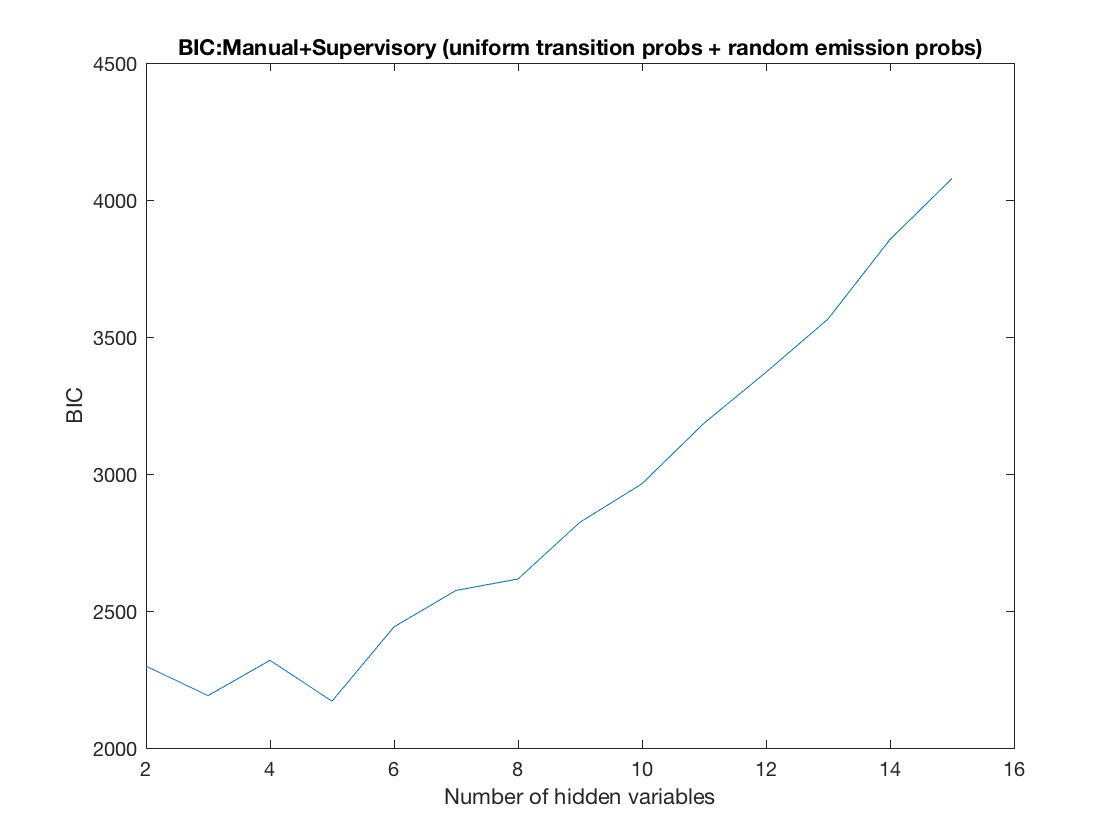 BIC:Manual+Supervisory (uniform transition probs + random emission probs)
4500
4000
3500
3000
2500
2000
BIC
2 4 6 8 10 12 14 16
Number of hidden variables